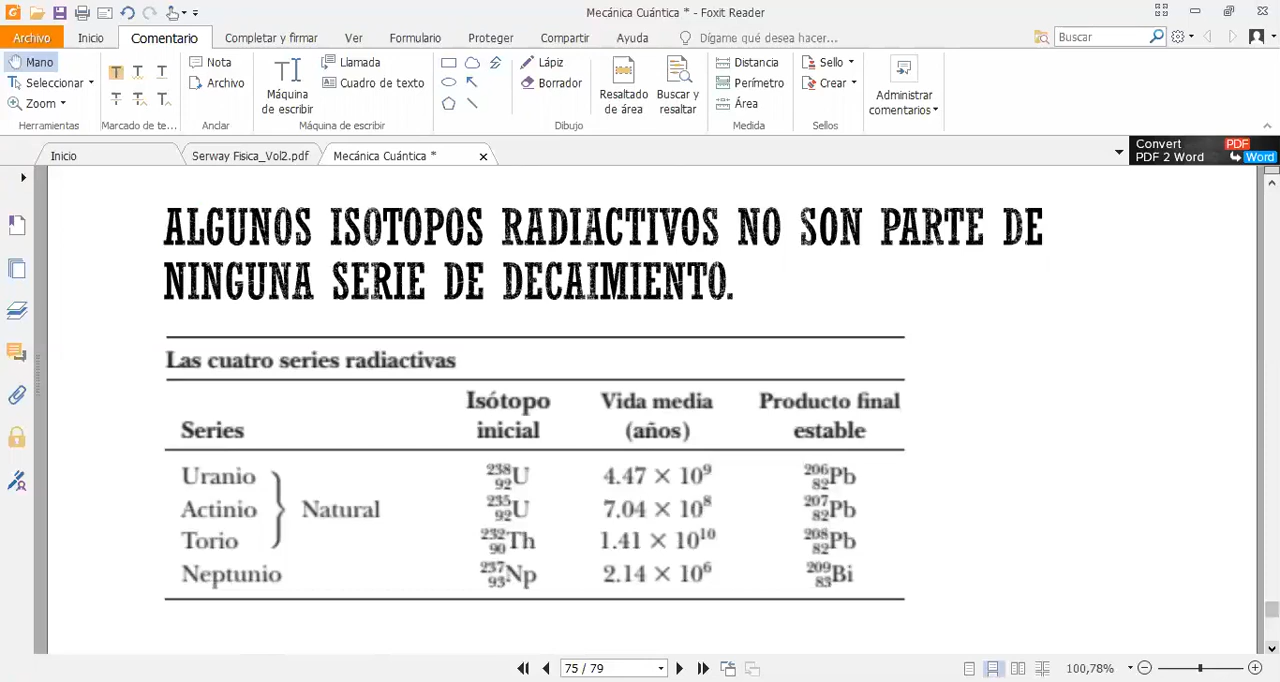 Mecánica Cuántica * - Foxit Reader
Archivo Inicio Comentario Completar y firmar Ver Formulario Proteger Compartir Ayuda Dígame qué desea hacer... Buscar
Mano
Seleccionar
Zoom
Herramientas
Marcado de te...
Nota
Archivo
Andar
Máquina de escribir
Llamada
Cuadro de texto
Máquina de escribir
Lápiz
Borrador
Resaltado de área
Buscar y resaltar
Dibujo
Distancia
Perímetro
Área
Medida
Sello
Crear
Sellos
Administrar comentarios
Inicio Serway Fisica_Vol2.pdf Mecánica Cuántica *
Convert PDF
PDF 2 Word Word
ALGUNOS ISOTOPOS RADIACTIVOS NO SON PARTE DE
NINGUNA SERIE DE DECAIMIENTO.
Las cuatro series radiactivas
Isótopo Vida media Producto final
Series inicial (años) estable
Uranio ²³⁸₉₂U 4.47 × 10⁹ ²⁰⁶₈₂Pb
Actinio Natural ²³⁵₉₂U 7.04 × 10⁸ ²⁰⁷₈₂Pb
Torio ²³²₉₀Th 1.41 × 10¹⁰ ²⁰⁸₈₂Pb
Neptunio ²³⁷₉₃Np 2.14 × 10⁶ ²⁰⁹₈₃Bi
75 / 79 100,78%